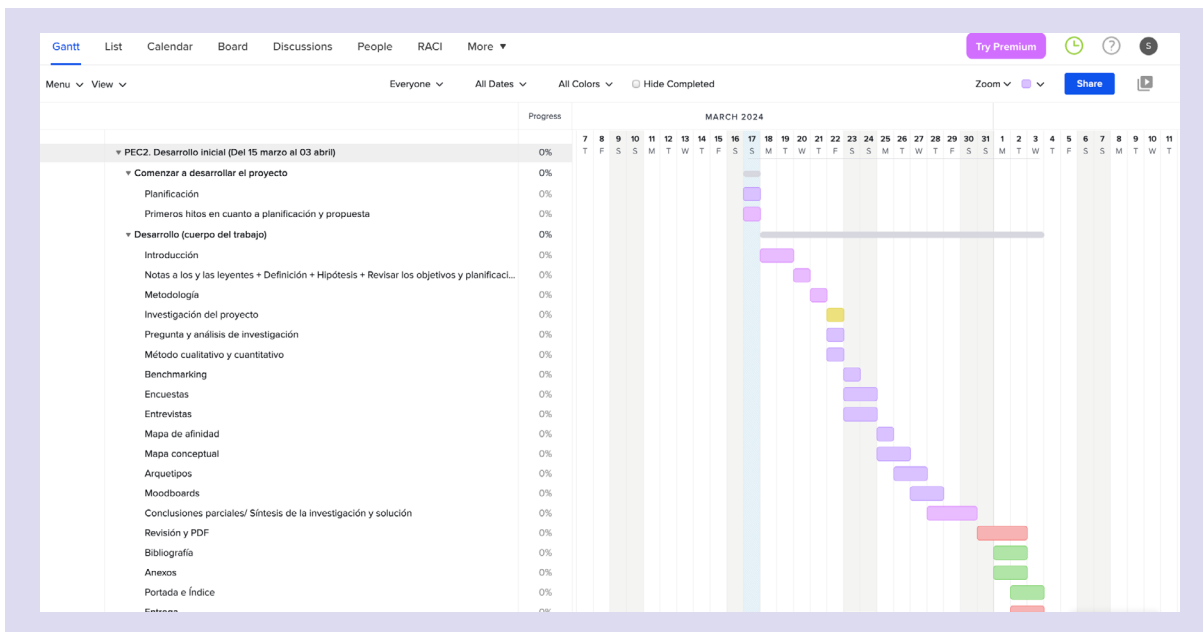 Gantt List Calendar Board Discussions People RACI More ▼ Try Premium ? S
Menu View Everyone All Dates All Colors Hide Completed Zoom Share
Progress MARCH 2024
7 8 9 10 11 12 13 14 15 16 17 18 19 20 21 22 23 24 25 26 27 28 29 30 31 1 2 3 4 5 6 7 8 9 10 11
T F S S M T W T F S S M T W T F S S M T W T F S S M T W T F S S M T W T
▼ PEC2. Desarrollo inicial (Del 15 marzo al 03 abril) 0%
▼ Comenzar a desarrollar el proyecto 0%
Planificación 0%
Primeros hitos en cuanto a planificación y propuesta 0%
▼ Desarrollo (cuerpo del trabajo) 0%
Introducción 0%
Notas a los y las leyentes + Definición + Hipótesis + Revisar los objetivos y planificaci... 0%
Metodología 0%
Investigación del proyecto 0%
Pregunta y análisis de investigación 0%
Método cualitativo y cuantitativo 0%
Benchmarking 0%
Encuestas 0%
Entrevistas 0%
Mapa de afinidad 0%
Mapa conceptual 0%
Arquetipos 0%
Moodboards 0%
Conclusiones parciales/ Síntesis de la investigación y solución 0%
Revisión y PDF 0%
Bibliografía 0%
Anexos 0%
Portada e Índice 0%
Entrega 0%